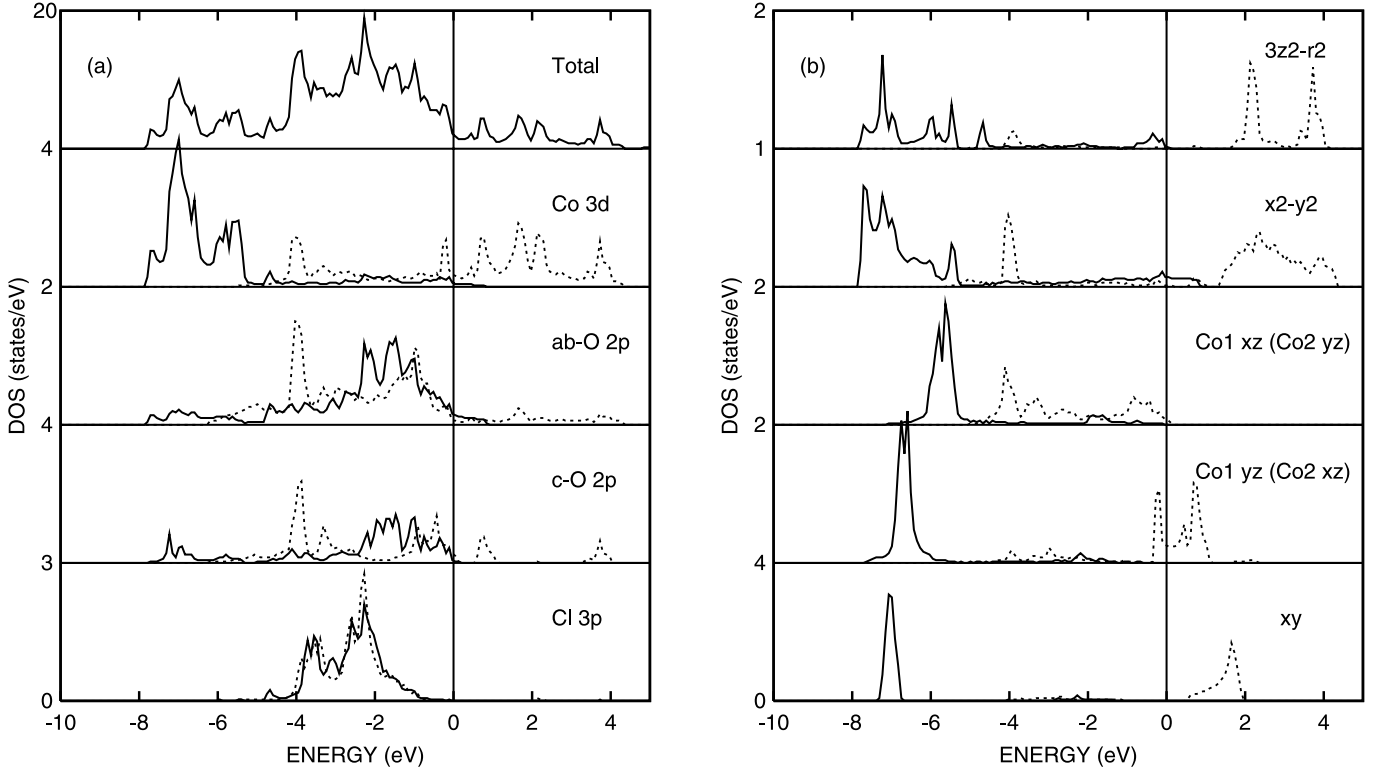 20
(a)
Total
4
Co 3d
2
ab-O 2p
4
c-O 2p
3
Cl 3p
0
-10 -8 -6 -4 -2 0 2 4
ENERGY (eV)
DOS (states/eV)
2
(b)
3z2-r2
1
x2-y2
2
Co1 xz (Co2 yz)
2
Co1 yz (Co2 xz)
4
xy
0
-10 -8 -6 -4 -2 0 2 4
ENERGY (eV)
DOS (states/eV)